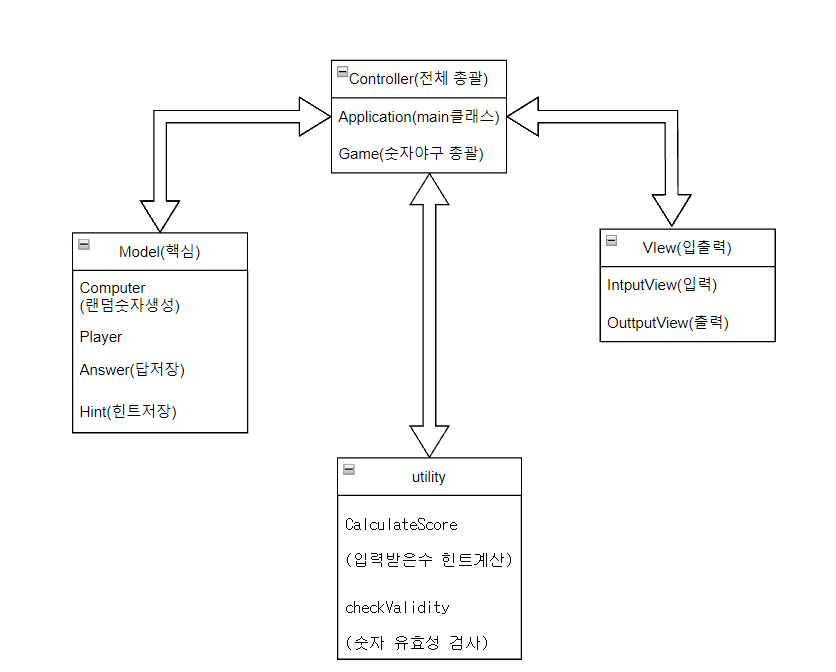 Controller(전체 총괄)
Application(main클래스)
Game(숫자야구 총괄)
Model(핵심)
Computer
(랜덤숫자생성)
Player
Answer(답저장)
Hint(힌트저장)
VIew(입출력)
IntputView(입력)
OuttputView(출력)
utility
CalculateScore
(입력받은수 힌트계산)
checkValidity
(숫자 유효성 검사)